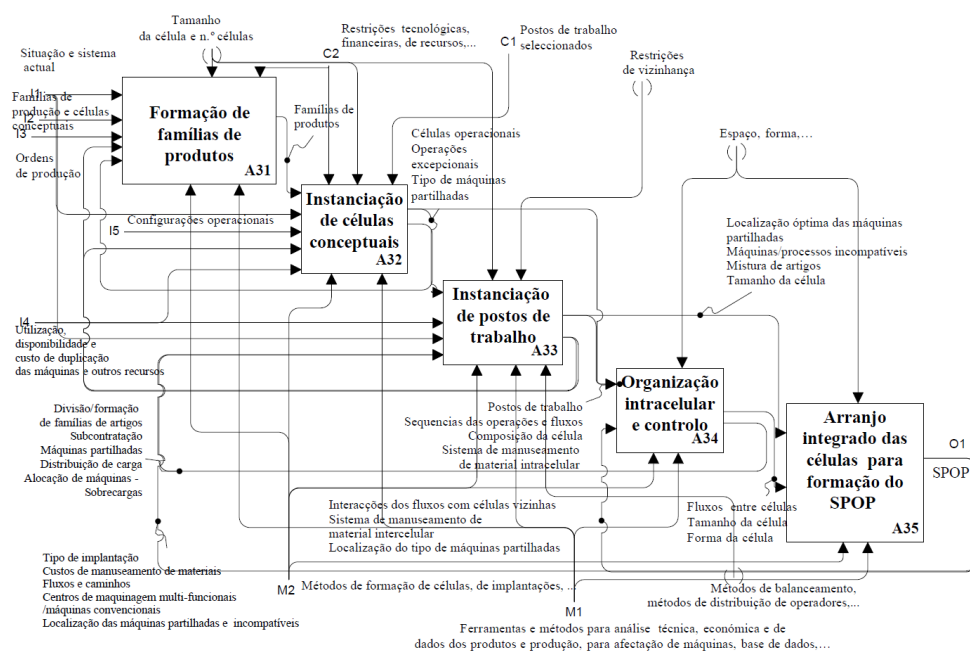 Tamanho
da célula e n.º células
C2
Restrições tecnológicas,
financeiras, de recursos,...
C1
Postos de trabalho
seleccionados
Situação e sistema
actual
Restrições
de vizinhança
I1
Famílias de
produção e células
conceptuais
I2
I3
Ordens
de produção
Formação de
famílias de
produtos
A31
Famílias de
produtos
Células operacionais
Operações
excepcionais
Tipo de máquinas
partilhadas
Espaço, forma,...
Configurações operacionais
I5
Instanciação
de células
conceptuais
A32
Localização óptima das máquinas
partilhadas
Máquinas/processos incompatíveis
Mistura de artigos
Tamanho da célula
I4
Utilização,
disponibilidade e
custo de duplicação
das máquinas e outros recursos
Instanciação
de postos de
trabalho
A33
Organização
intracelular
e controlo
A34
Postos de trabalho
Sequencias das operações e fluxos
Composição da célula
Sistema de manuseamento
de material intracelular
Divisão/formação
de famílias de artigos
Subcontratação
Máquinas partilhadas
Distribuição de carga
Alocação de máquinas -
Sobrecargas
Arranjo
integrado das
células para
formação do
SPOP
A35
O1
SPOP
Interacções dos fluxos com células vizinhas
Sistema de manuseamento de
material intercelular
Localização do tipo de máquinas partilhadas
Fluxos entre células
Tamanho da célula
Forma da célula
Tipo de implantação
Custos de manuseamento de materiais
Fluxos e caminhos
Centros de maquinagem multi-funcionais
/máquinas convencionais
Localização das máquinas partilhadas e incompatíveis
M2
Métodos de formação de células, de implantações, ...
M1
Métodos de balanceamento,
métodos de distribuição de operadores,...
Ferramentas e métodos para análise técnica, económica e de
dados dos produtos e produção, para afectação de máquinas, base de dados,...